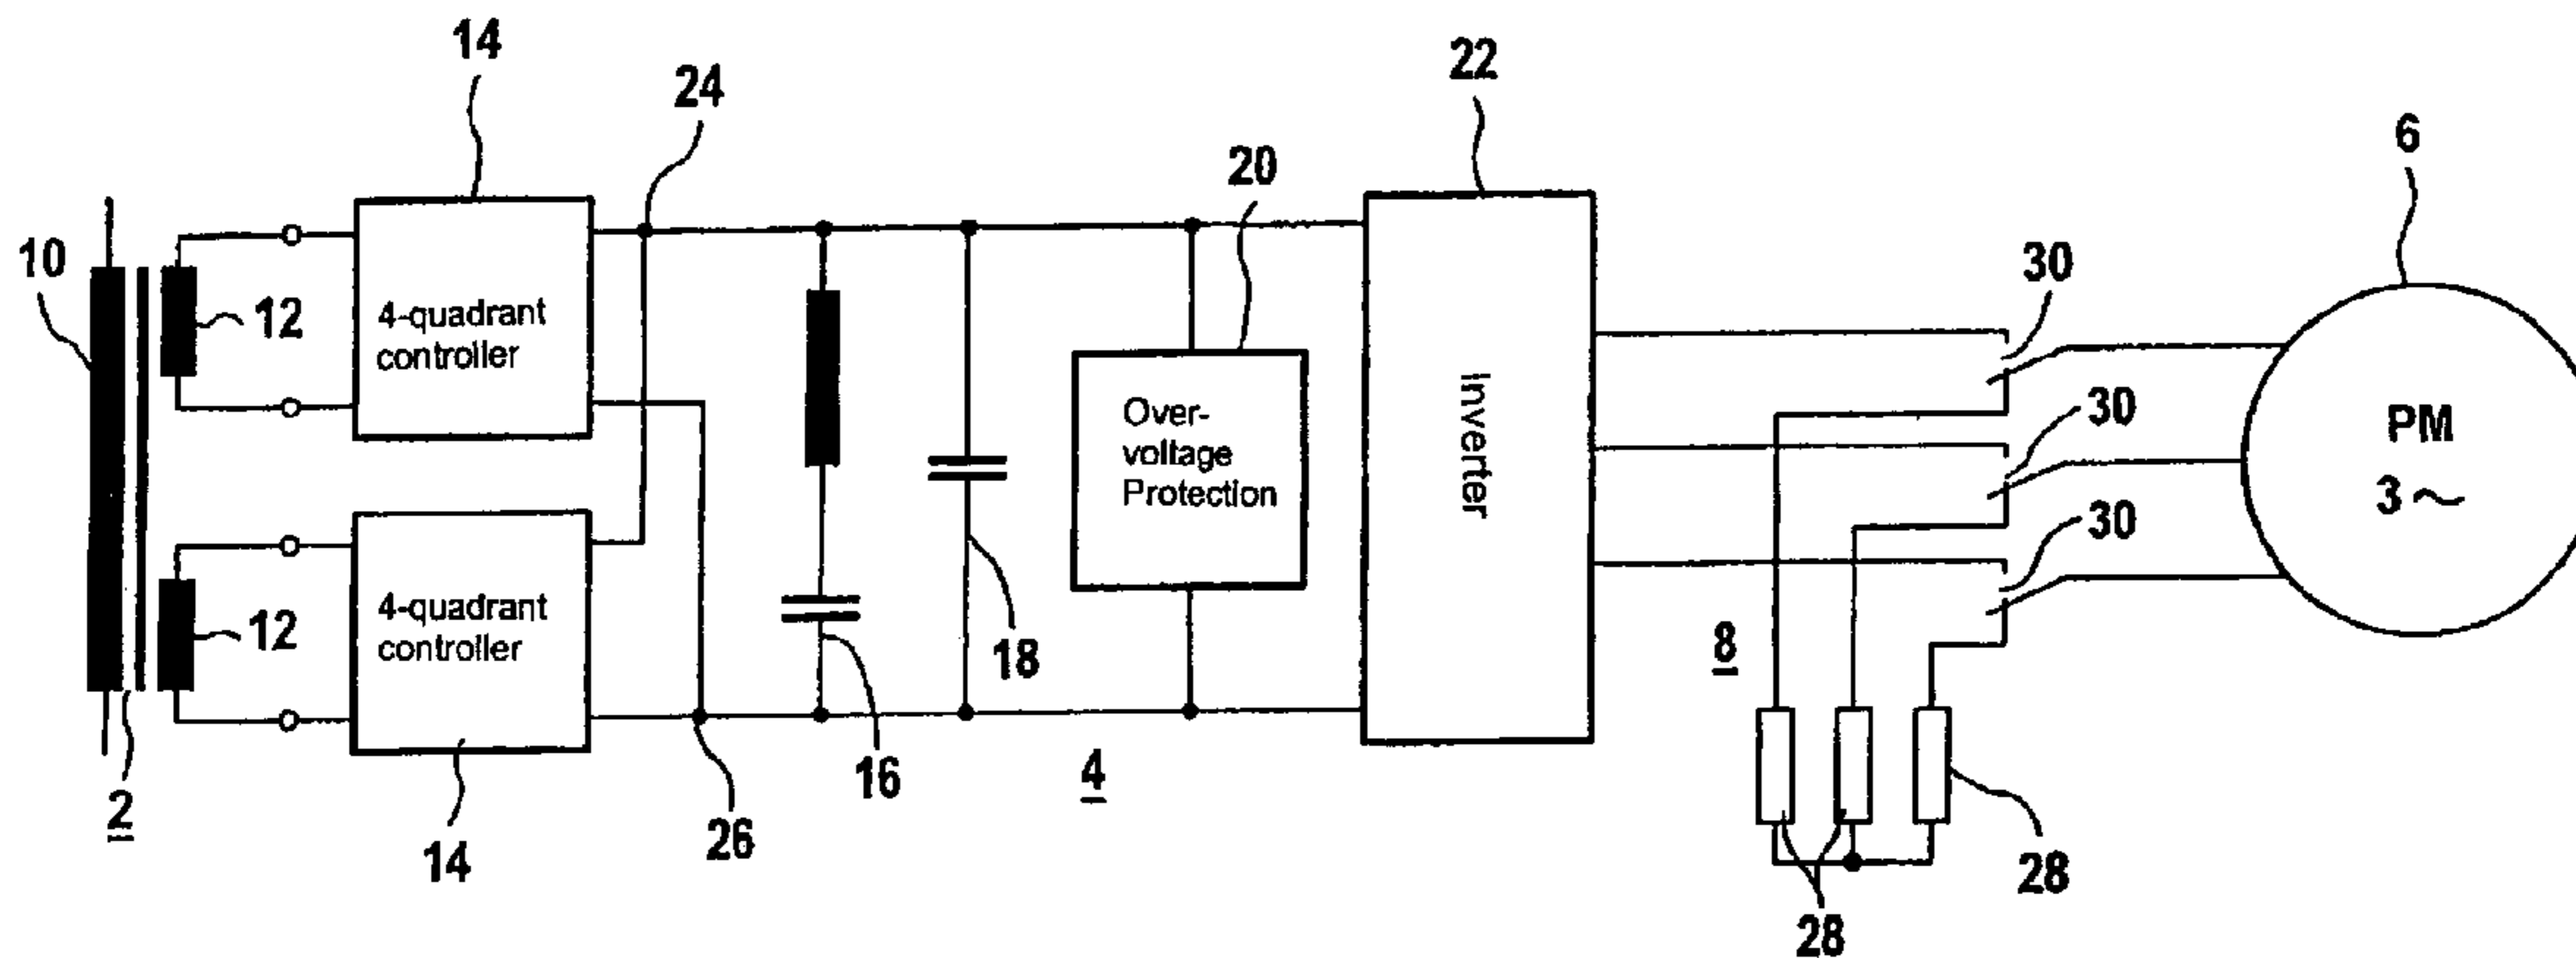 14
24
22
20
6
10
12
4-quadrant
controller
30
Over-
voltage
Protection
Inverter
30
PM
3 ~
30
12
4-quadrant
controller
18
8
16
4
2
26
14
28
28